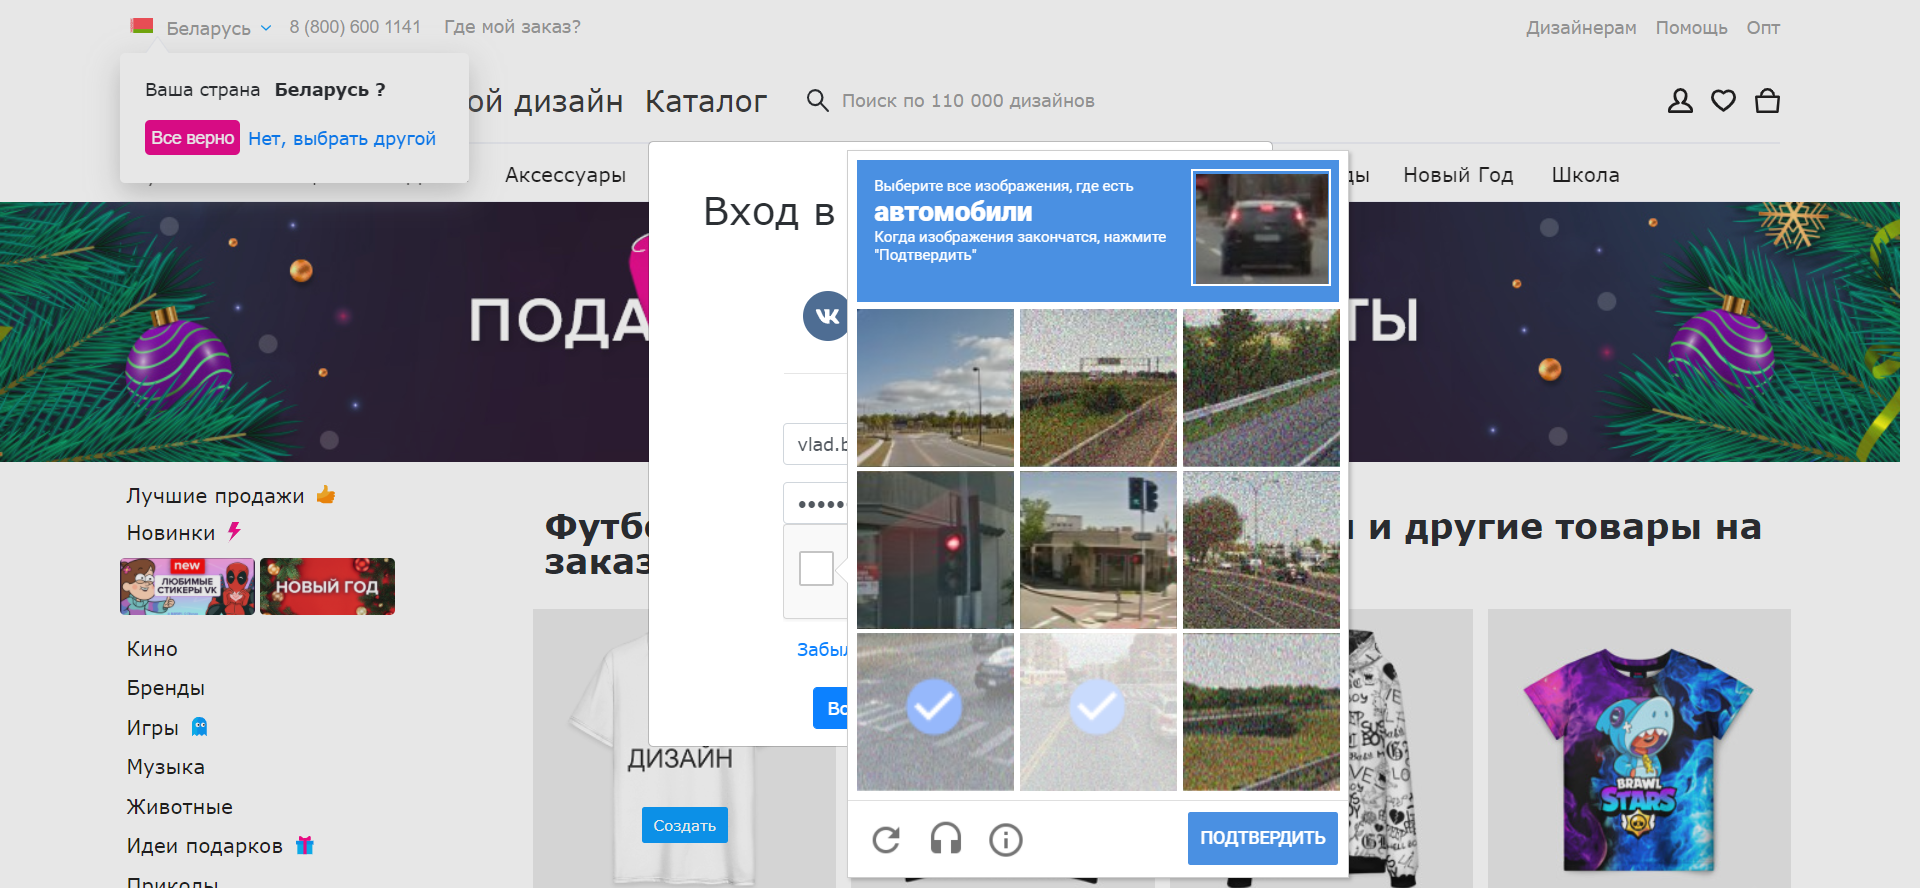 Беларусь
8 (800) 600 1141
Где мой заказ?
Дизайнерам
Помощь
Опт
Ваша страна Беларусь ?
Все верно
Нет, выбрать другой
ой дизайн
Каталог
Поиск по 110 000 дизайнов
Аксессуары
Новый Год
Школа
Вход в
Выберите все изображения, где есть
автомобили
Когда изображения закончатся, нажмите
"Подтвердить"
ПОДА
ТЫ
vlad.b
Забыл
Во
ПОДТВЕРДИТЬ
Лучшие продажи
Новинки
new
ЛЮБИМЫЕ
СТИКЕРЫ VK
НОВЫЙ ГОД
Кино
Бренды
Игры
Музыка
Животные
Идеи подарков
Приколы
Футб
и другие товары на
заказ
ДИЗАЙН
Создать
BRAWL
STARS